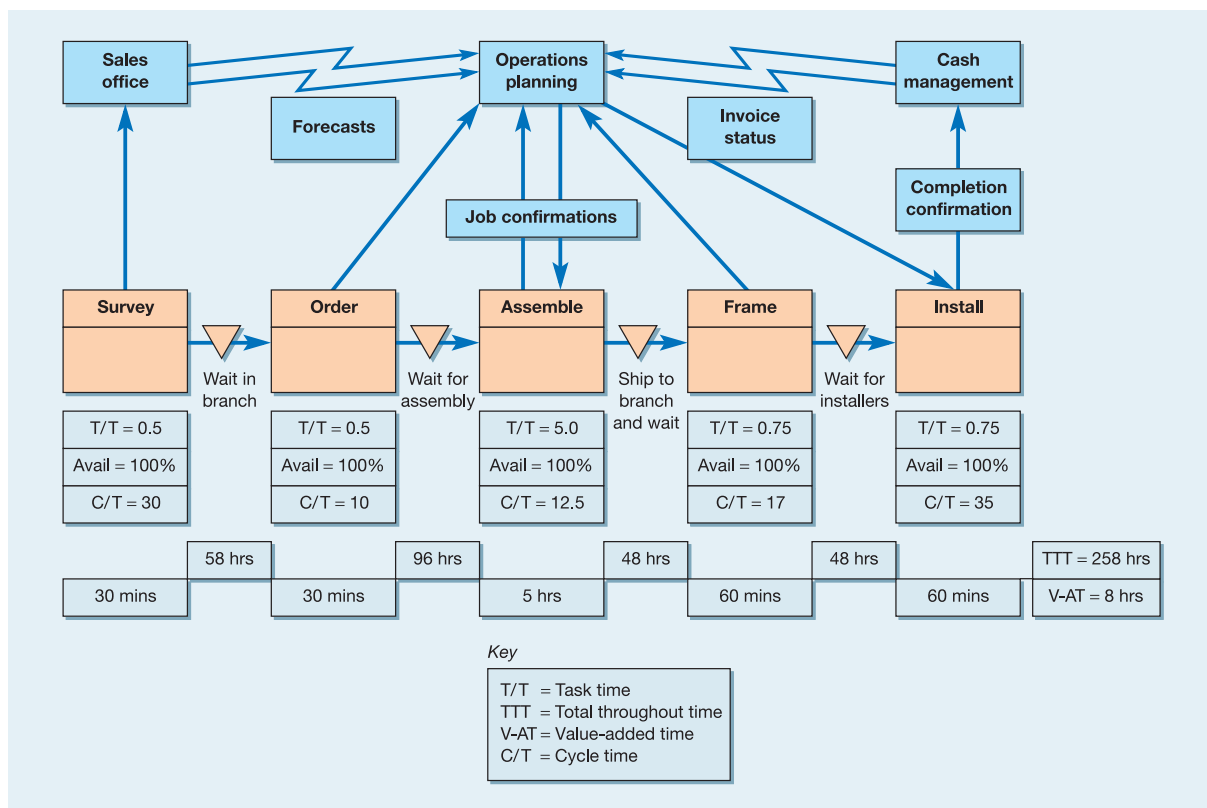 Sales
office
Operations
planning
Cash
management
Forecasts
Invoice
status
Job confirmations
Completion
confirmation
Survey
Order
Assemble
Frame
Install
Wait in
branch
Wait for
assembly
Ship to
branch
and wait
Wait for
installers
T/T = 0.5
Avail = 100%
C/T = 30
T/T = 0.5
Avail = 100%
C/T = 10
T/T = 5.0
Avail = 100%
C/T = 12.5
T/T = 0.75
Avail = 100%
C/T = 17
T/T = 0.75
Avail = 100%
C/T = 35
58 hrs
96 hrs
48 hrs
48 hrs
TTT = 258 hrs
30 mins
30 mins
5 hrs
60 mins
60 mins
V-AT = 8 hrs
Key
T/T = Task time
TTT = Total throughout time
V-AT = Value-added time
C/T = Cycle time